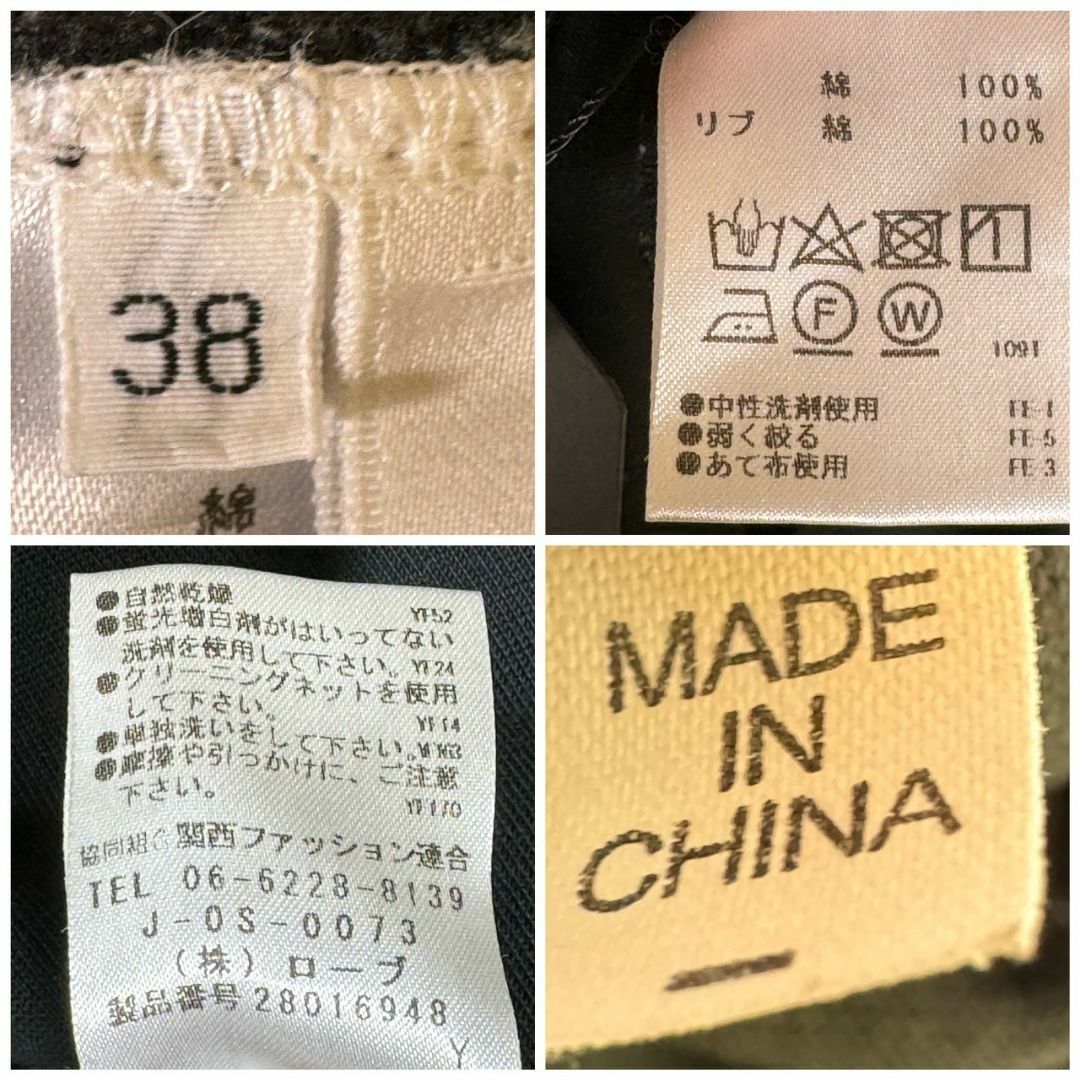 38
綿
綿 100%
リブ 綿 100%
F W
1091
●中性洗剤使用 FE-1
●弱く絞る FE-5
●あて布使用 FE-3
●自然乾燥 YF52
●蛍光増白剤がはいってない
洗剤を使用して下さい。 YF24
●クリーニングネットを使用
して下さい。 YF14
●単独洗いをして下さい。
●摩擦や引っかけに、ご注意
下さい。 YF170
協同組合 関西ファッション連合
TEL 06-6228-8139
J-OS-0073
(株) ローブ
製品番号 28016948
Y
MADE
IN
CHINA